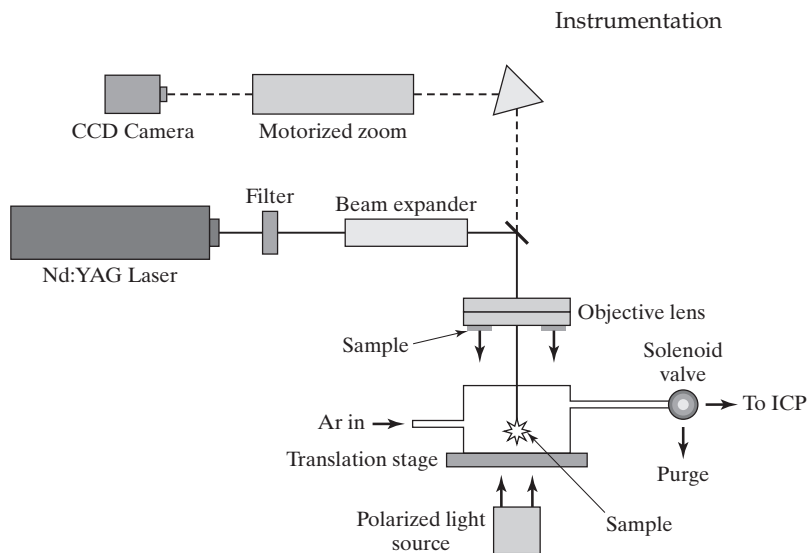 Instrumentation
CCD Camera
Motorized zoom
Filter
Beam expander
Nd:YAG Laser
Objective lens
Sample
Solenoid
valve
To ICP
Ar in
Translation stage
Purge
Polarized light
source
Sample